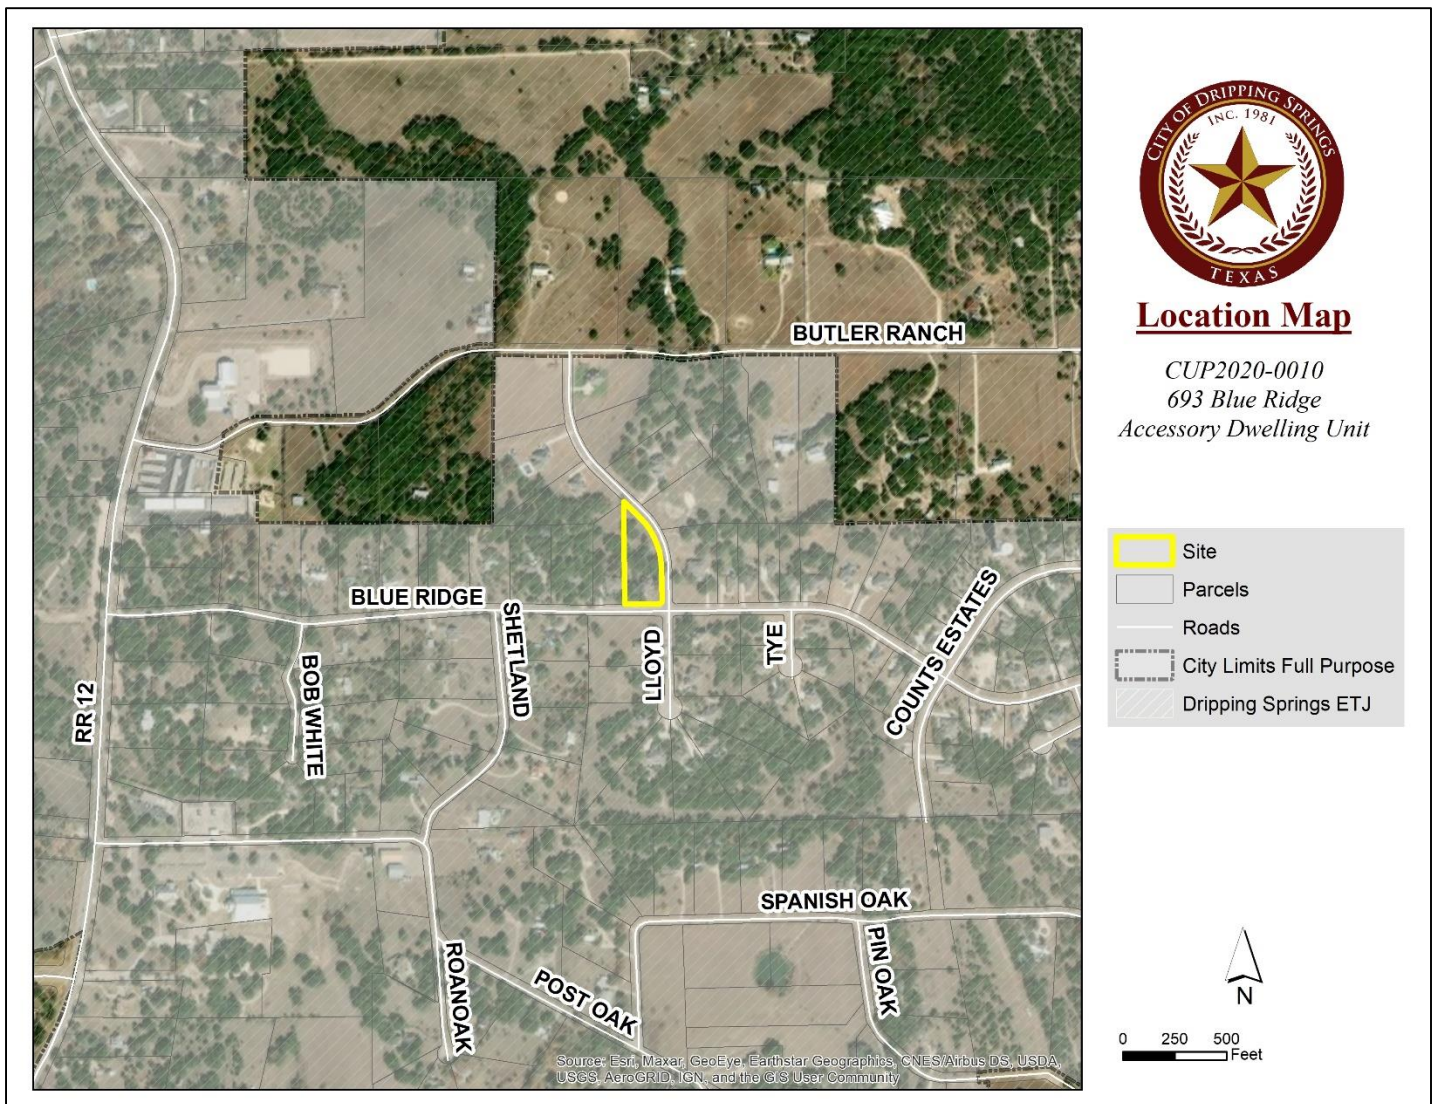 CITY OF DRIPPING SPRINGS
INC. 1981
TEXAS
Location Map
CUP2020-0010
693 Blue Ridge
Accessory Dwelling Unit
Site
Parcels
Roads
City Limits Full Purpose
Dripping Springs ETJ
N
0 250 500
Feet
BUTLER RANCH
BLUE RIDGE
SHETLAND
LLOYD
TYE
COUNTS ESTATES
BOB WHITE
RR 12
SPANISH OAK
PIN OAK
ROANOAK
POST OAK
Source: Esri, Maxar, GeoEye, Earthstar Geographics, CNES/Airbus DS, USDA,
USGS, AeroGRID, IGN, and the GIS User Community